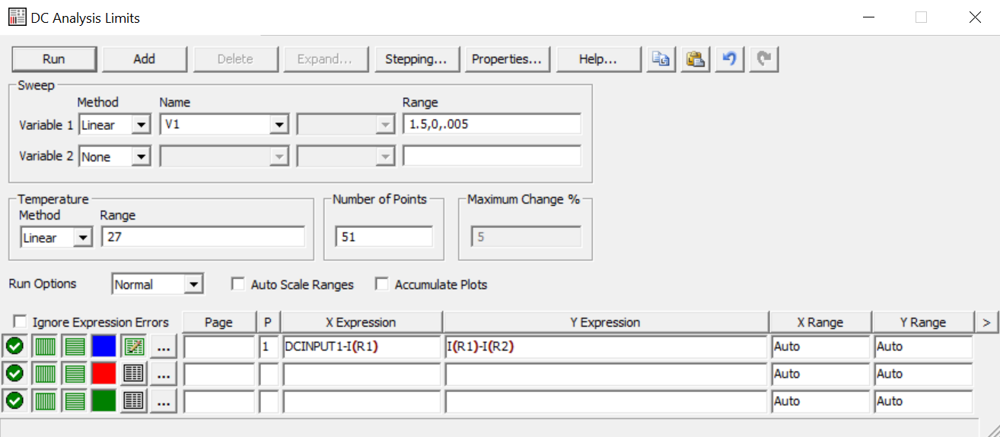 DC Analysis Limits
Run Add Delete Expand... Stepping... Properties... Help...
Sweep
Method Name Range
Variable 1 Linear V1 1.5,0,.005
Variable 2 None
Temperature Number of Points Maximum Change %
Method Range
Linear 27 51 5
Run Options Normal Auto Scale Ranges Accumulate Plots
Ignore Expression Errors Page P X Expression Y Expression X Range Y Range >
... 1 DCINPUT1-I(R1) I(R1)-I(R2) Auto Auto
... Auto Auto
... Auto Auto